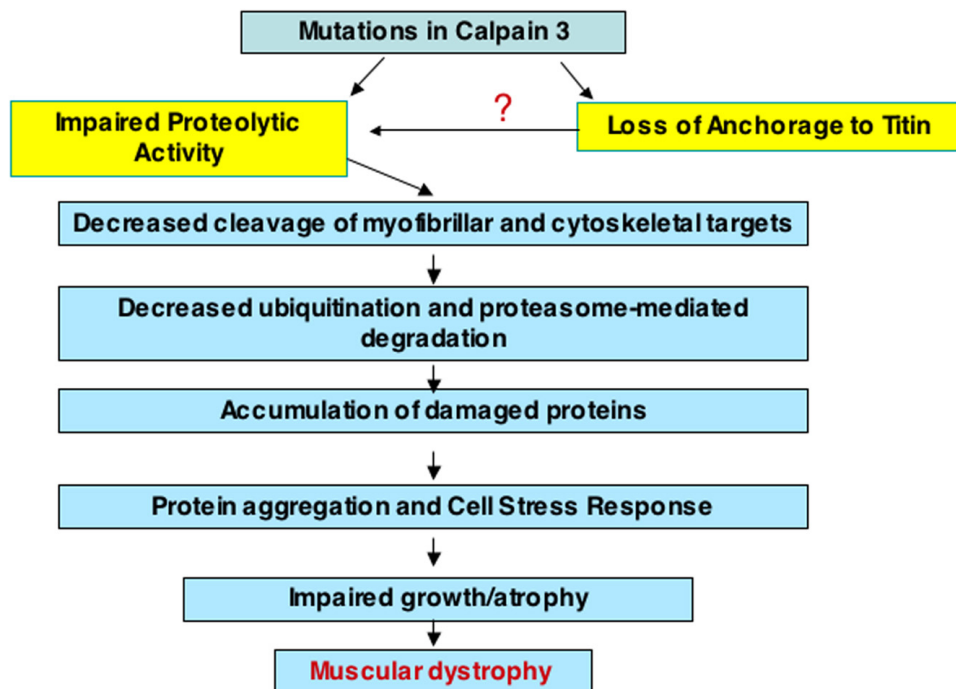 Mutations in Calpain 3
?
Impaired Proteolytic
Activity
Loss of Anchorage to Titin
Decreased cleavage of myofibrillar and cytoskeletal targets
Decreased ubiquitination and proteasome-mediated
degradation
Accumulation of damaged proteins
Protein aggregation and Cell Stress Response
Impaired growth/atrophy
Muscular dystrophy